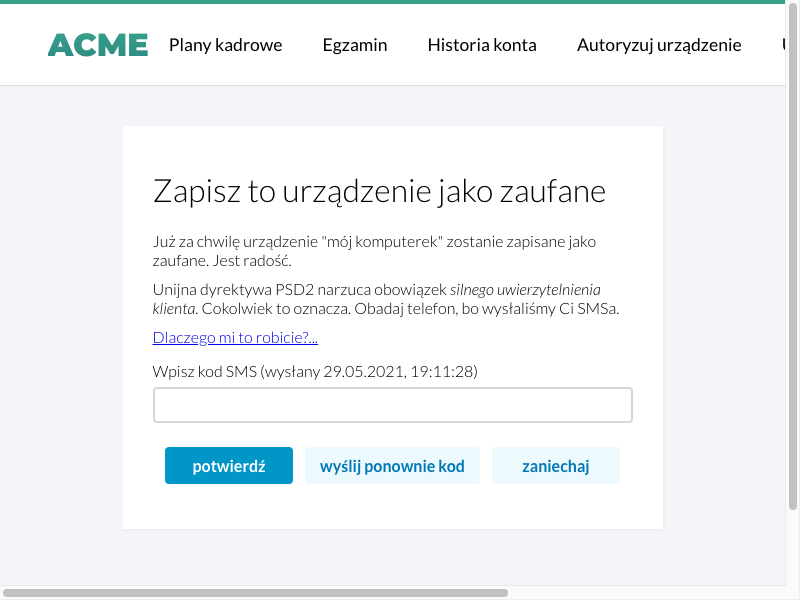 ACME Plany kadrowe Egzamin Historia konta Autoryzuj urządzenie
Zapisz to urządzenie jako zaufane
Już za chwilę urządzenie "mój komputerek" zostanie zapisane jako
zaufane. Jest radość.
Unijna dyrektywa PSD2 narzuca obowiązek silnego uwierzytelnienia
klienta. Cokolwiek to oznacza. Obadaj telefon, bo wysłaliśmy Ci SMSa.
Dlaczego mi to robicie?...
Wpisz kod SMS (wysłany 29.05.2021, 19:11:28)
potwierdź wyślij ponownie kod zaniechaj